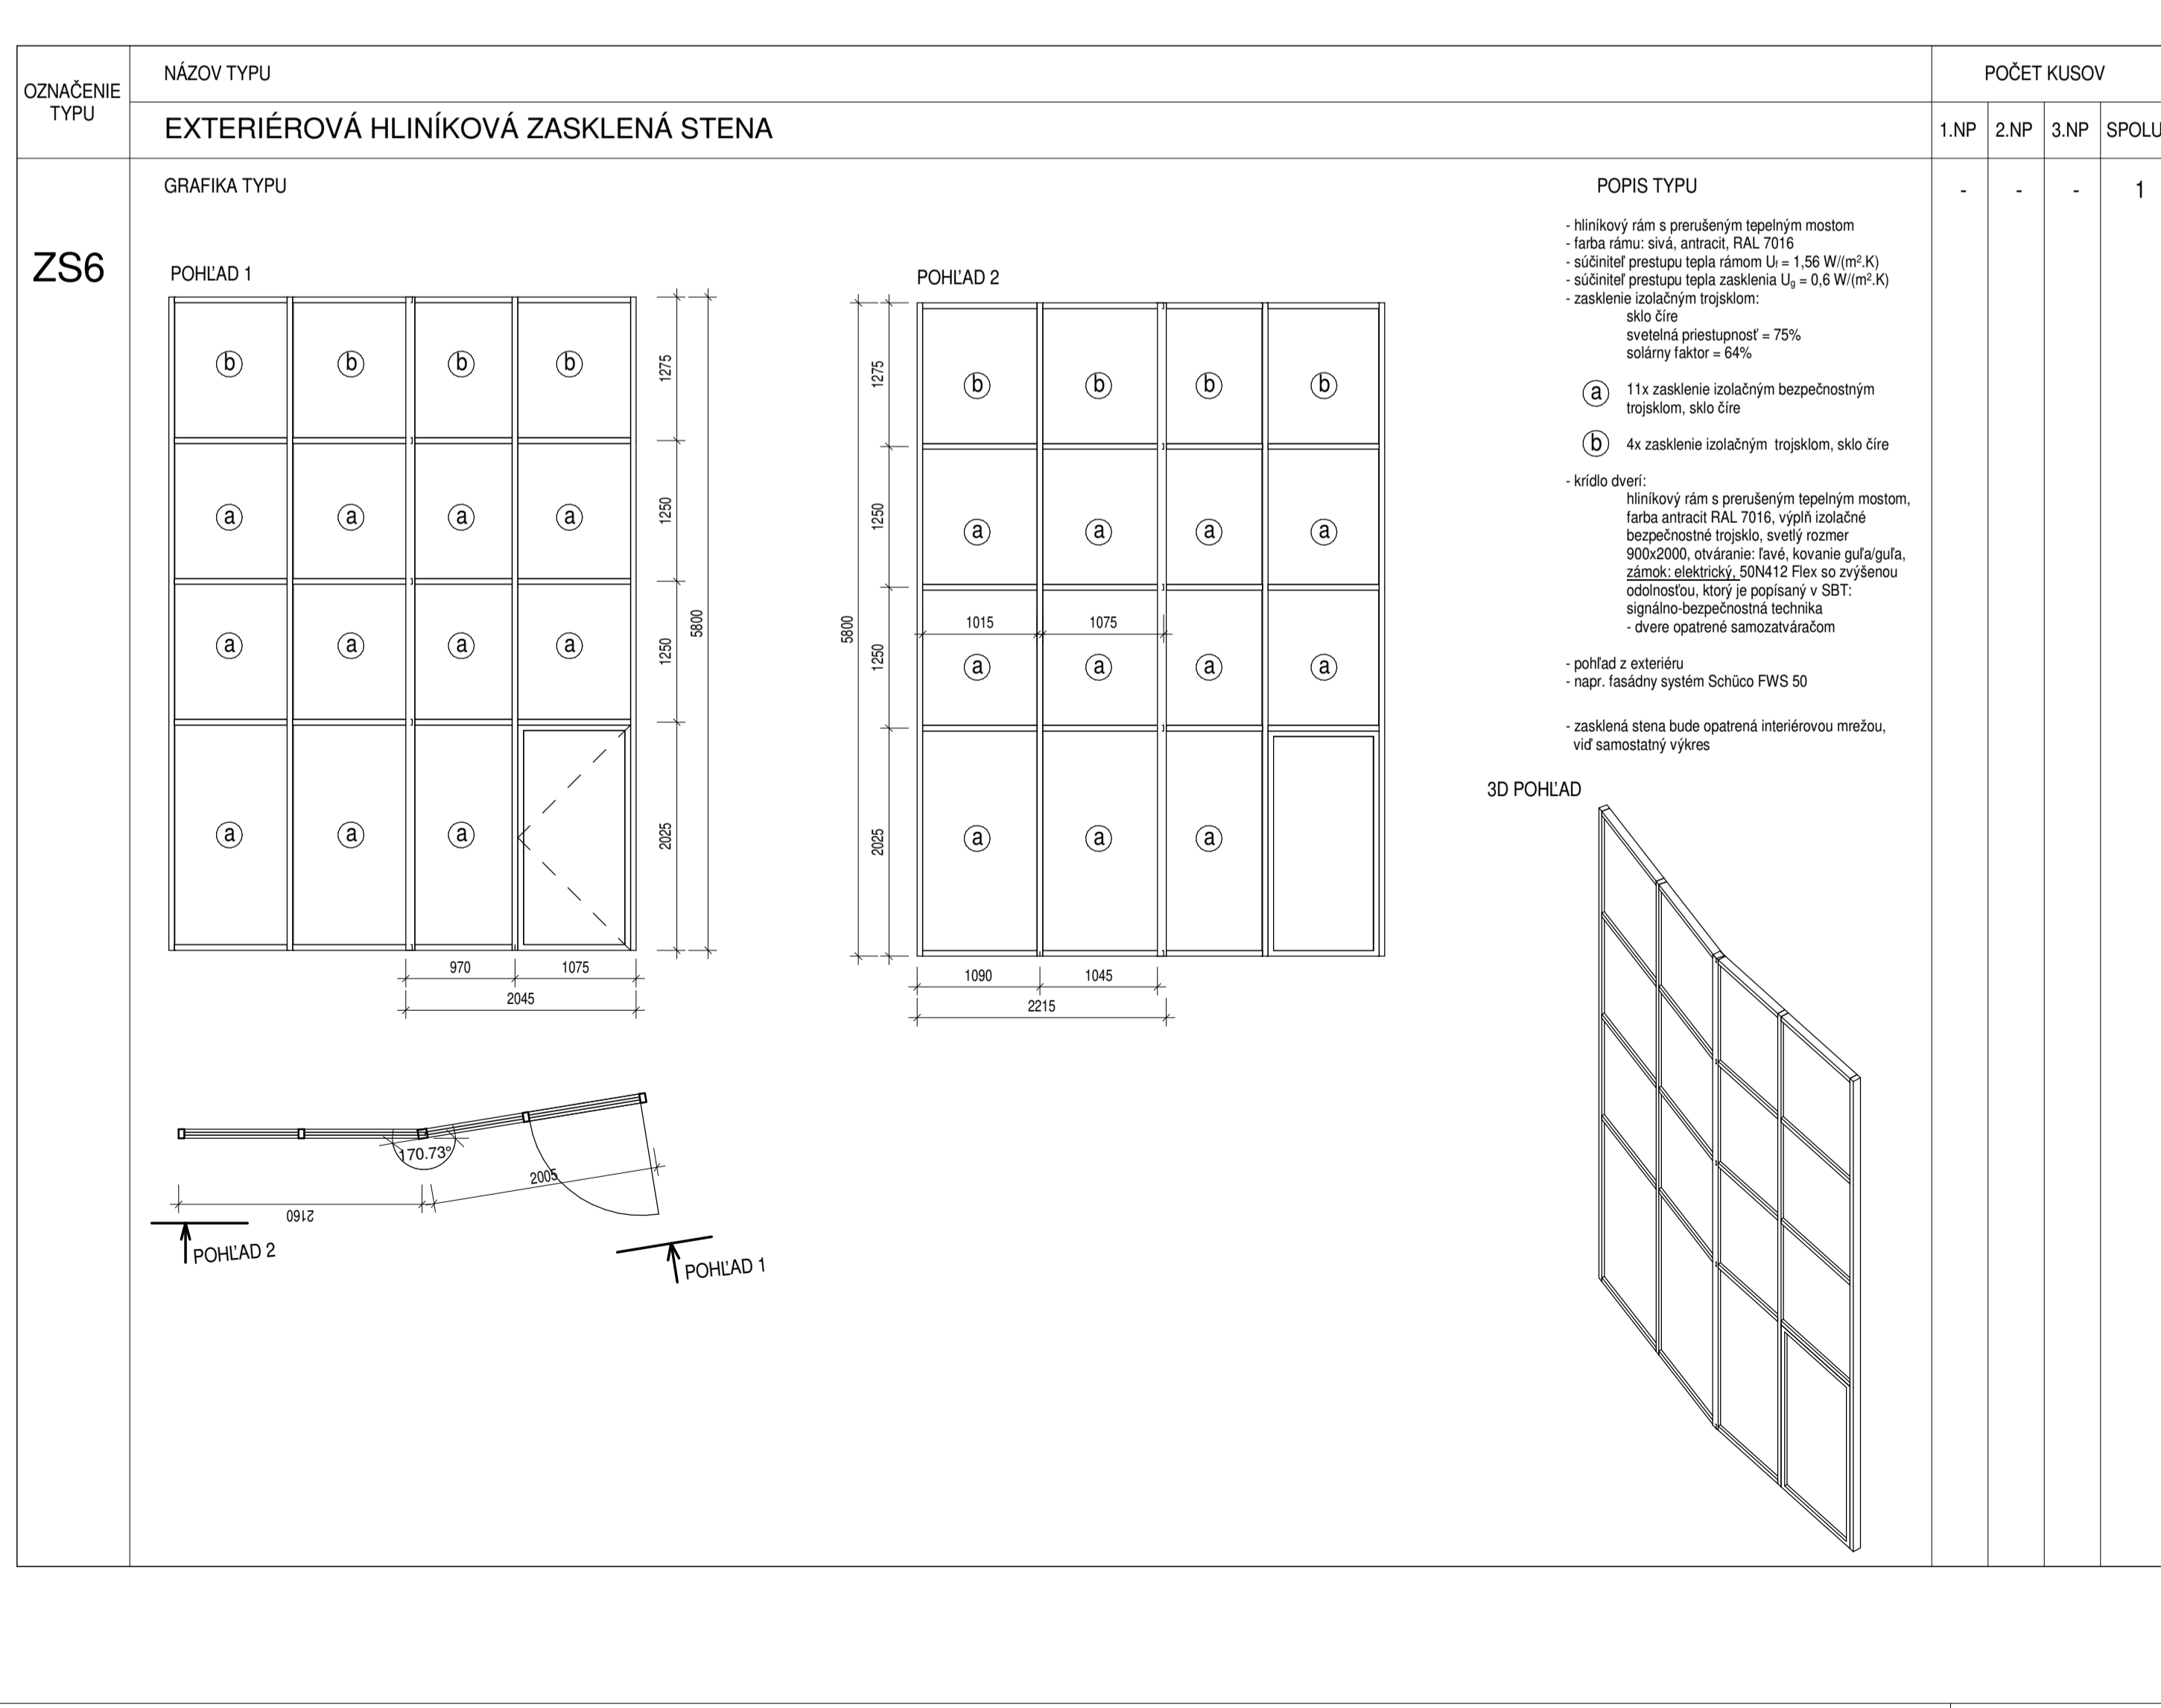 OZNAČENIE
TYPU
NÁZOV TYPU
POČET KUSOV
EXTERIÉROVÁ HLINÍKOVÁ ZASKLENÁ STENA
1.NP 2.NP 3.NP SPOLU
ZS6
GRAFIKA TYPU
POPIS TYPU
- - - 1
- hliníkový rám s prerušeným tepelným mostom
- farba rámu: sivá, antracit, RAL 7016
- súčiniteľ prestupu tepla rámom Uf = 1,56 W/(m².K)
- súčiniteľ prestupu tepla zasklenia Ug = 0,6 W/(m².K)
- zasklenie izolačným trojsklom:
sklo číre
svetelná priestupnosť = 75%
solárny faktor = 64%
a 11x zasklenie izolačným bezpečnostným
trojsklom, sklo číre
b 4x zasklenie izolačným trojsklom, sklo číre
- krídlo dverí:
hliníkový rám s prerušeným tepelným mostom,
farba antracit RAL 7016, výplň izolačné
bezpečnostné trojsklo, svetlý rozmer
900x2000, otváranie: ľavé, kovanie guľa/guľa,
zámok: elektrický, 50N412 Flex so zvýšenou
odolnosťou, ktorý je popísaný v SBT:
signálno-bezpečnostná technika
- dvere opatrené samozatváračom
- pohľad z exteriéru
- napr. fasádny systém Schüco FWS 50
- zasklená stena bude opatrená interiérovou mrežou,
viď samostatný výkres
POHĽAD 1
b b b b
a a a a
a a a a
a a a
1275
1250
1250
2025
5800
970 1075
2045
POHĽAD 2
b b b b
a a a a
1015 1075
a a a a
a a a
1275
1250
1250
2025
5800
1090 1045
2215
170.73°
2005
2160
POHĽAD 2
POHĽAD 1
3D POHĽAD